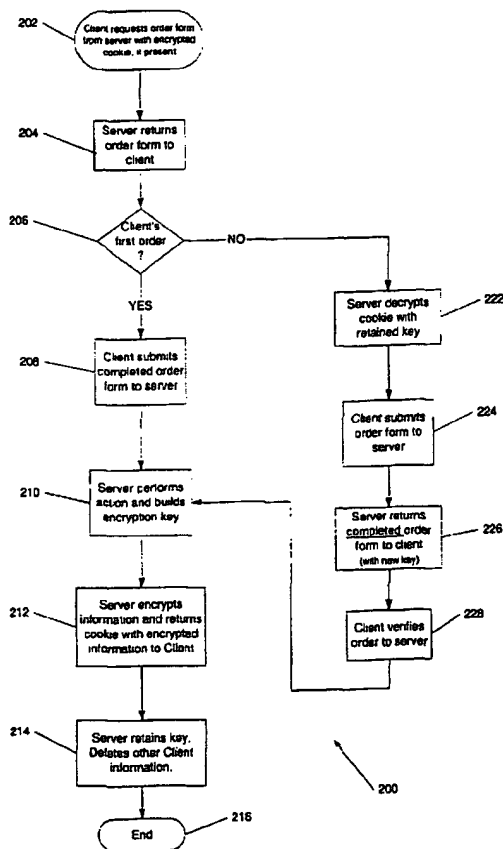 202
Client requests order form
from server with encrypted
cookie, if present
204
Server returns
order form to
client
206
Client's
first order
?
NO
YES
222
Server decrypts
cookie with
retained key
208
Client submits
completed order
form to server
224
Client submits
order form to
server
210
Server performs
action and builds
encryption key
226
Server returns
completed order
form to client
(with new key)
212
Server encrypts
information and returns
cookie with encrypted
information to Client
228
Client verifies
order to server
214
Server retains key.
Deletes other Client
information.
200
End
216